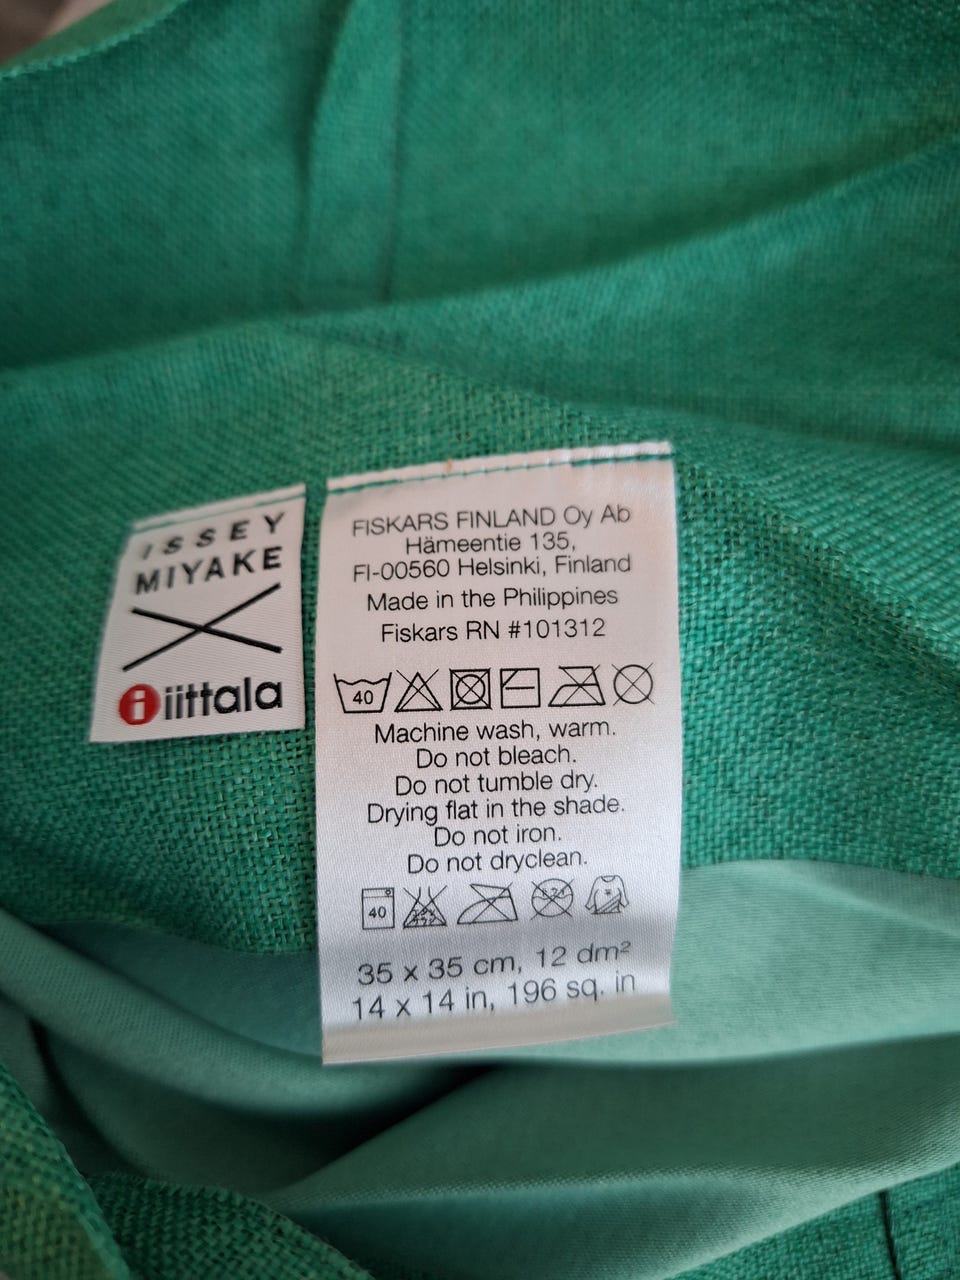 ISSEY
MIYAKE
iittala
FISKARS FINLAND Oy Ab
Hämeentie 135,
FI-00560 Helsinki, Finland
Made in the Philippines
Fiskars RN #101312
40
Machine wash, warm.
Do not bleach.
Do not tumble dry.
Drying flat in the shade.
Do not iron.
Do not dryclean.
40
35 x 35 cm, 12 dm²
14 x 14 in, 196 sq. in